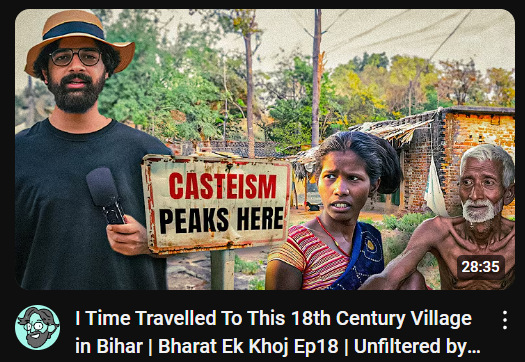 CASTEISM
PEAKS HERE
28:35
I Time Travelled To This 18th Century Village
in Bihar | Bharat Ek Khoj Ep18 | Unfiltered by...